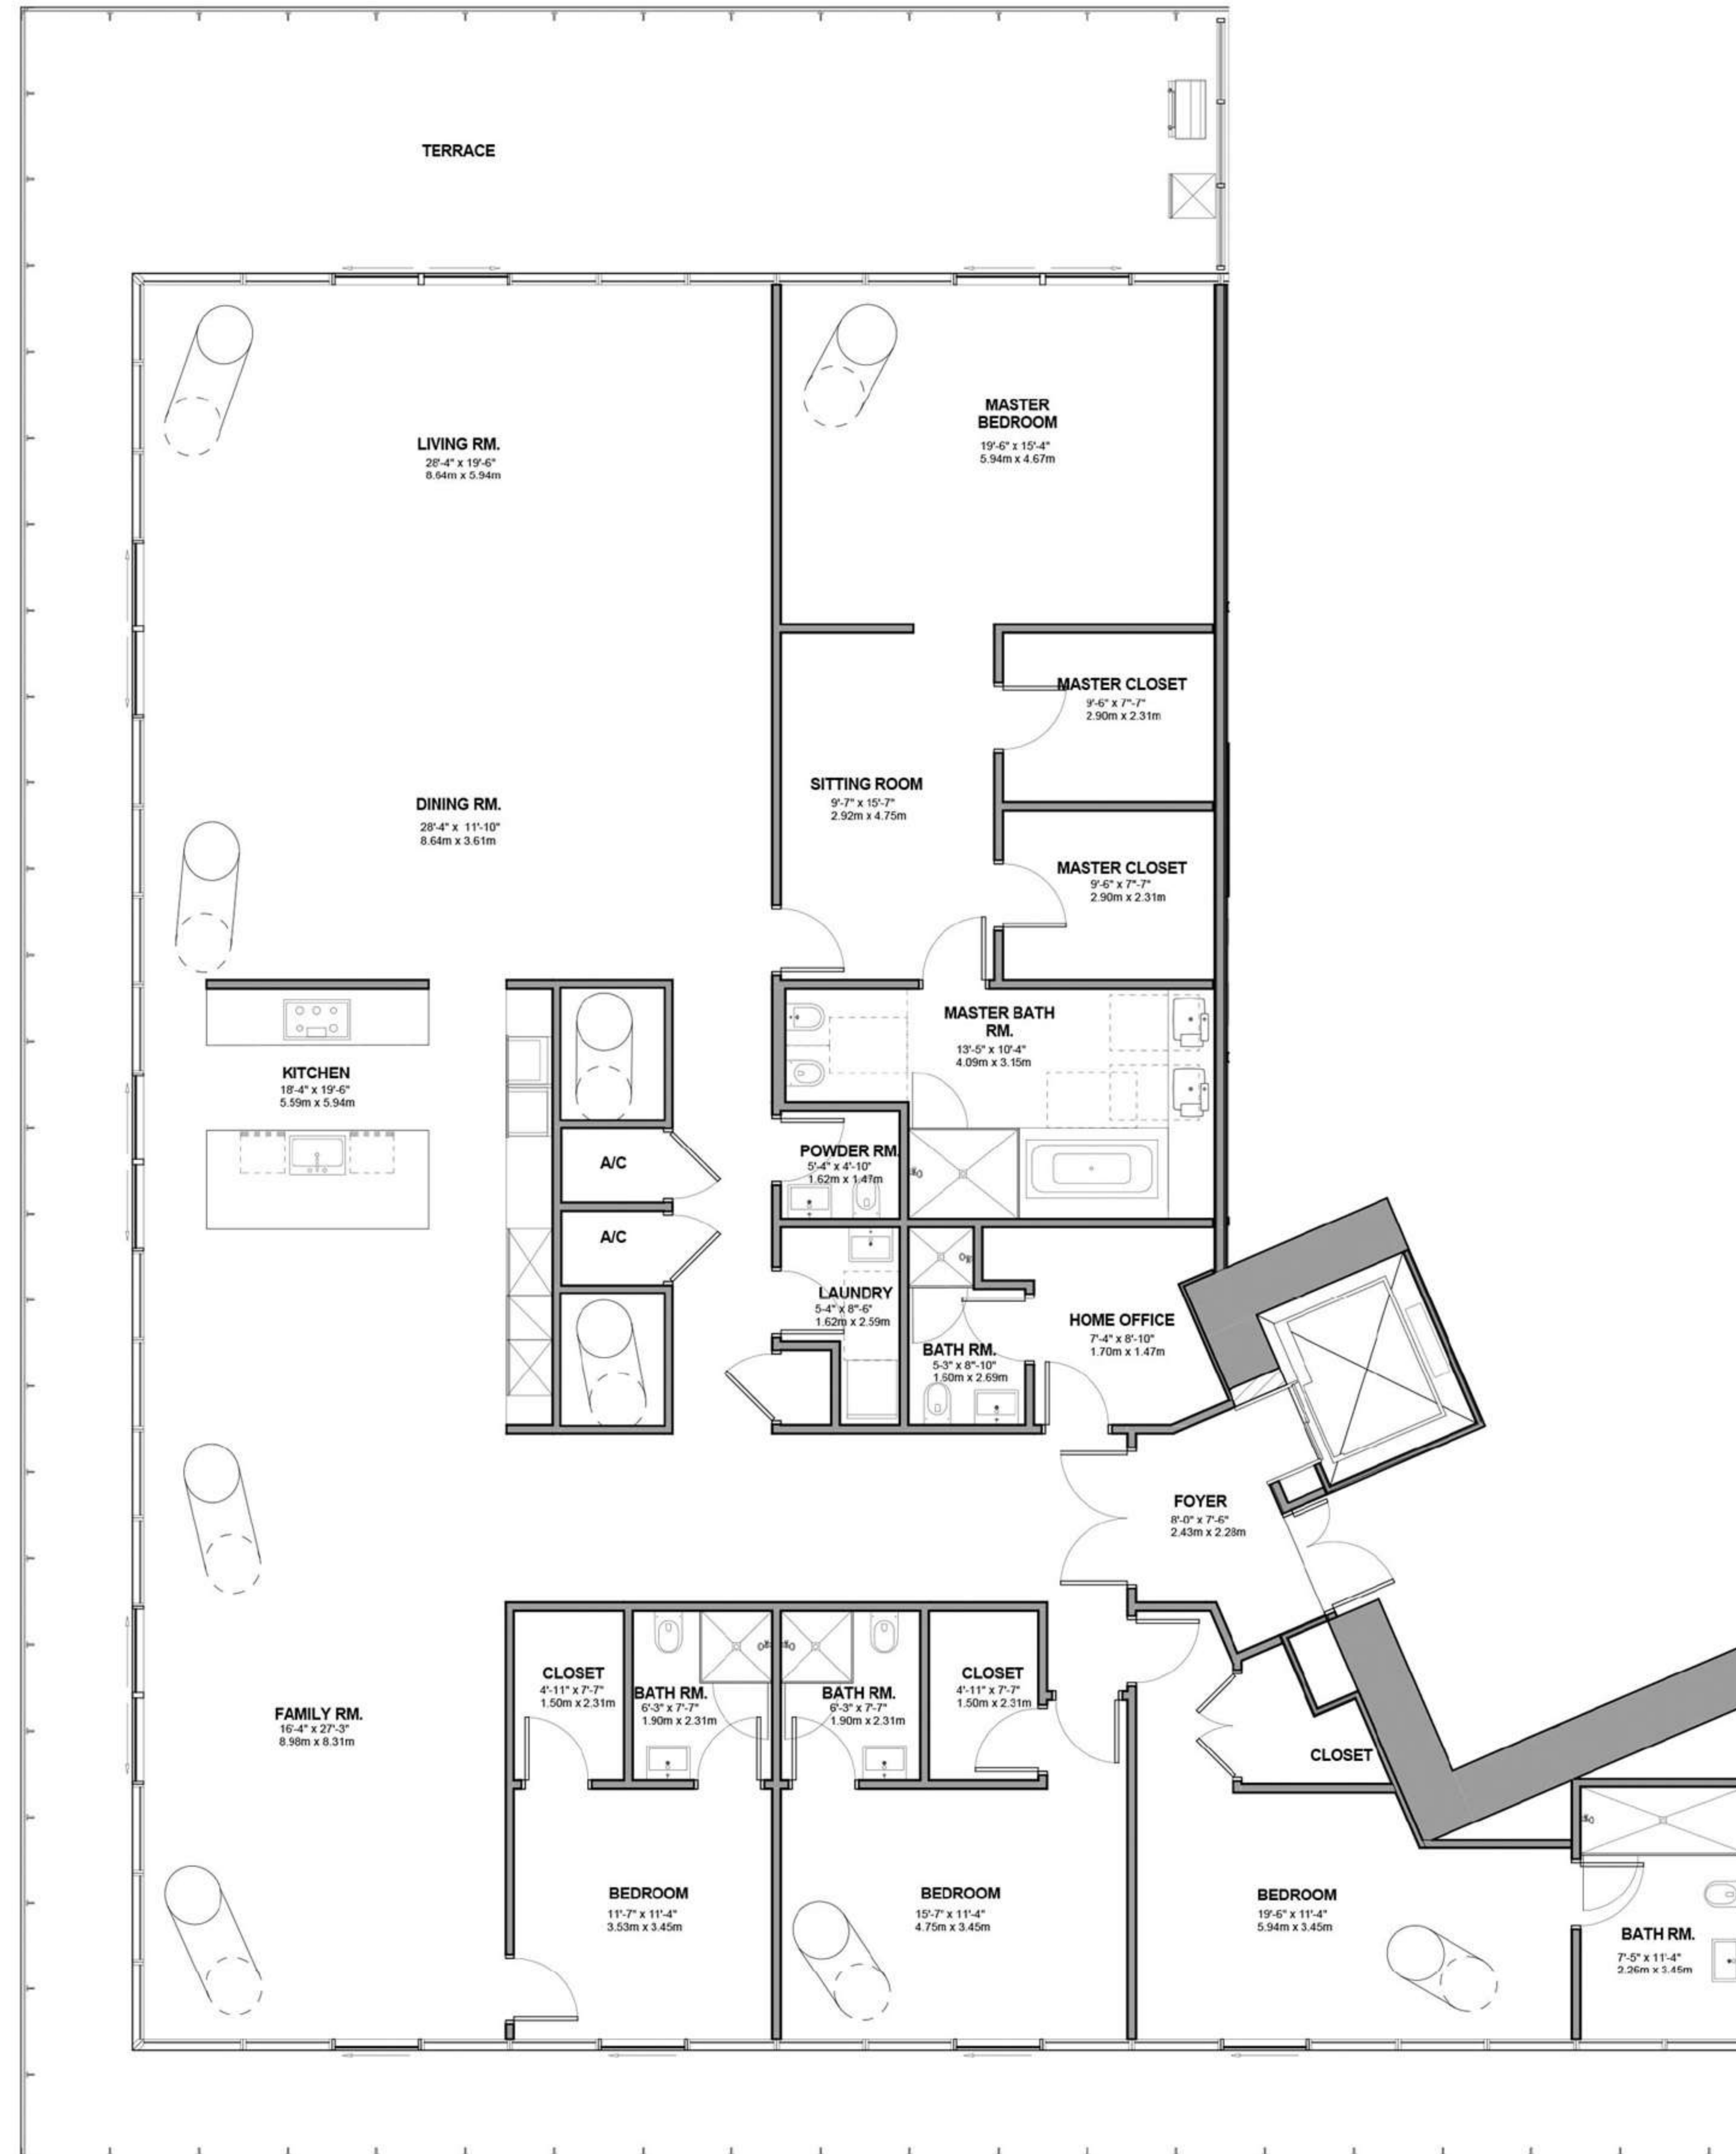 TERRACE
LIVING RM.
28'-4" x 19'-6"
8.64m x 5.94m
MASTER
BEDROOM
19'-6" x 15'-4"
5.94m x 4.67m
MASTER CLOSET
9'-6" x 7"-7"
2.90m x 2.31m
SITTING ROOM
9'-7" x 15'-7"
2.92m x 4.75m
DINING RM.
28'-4" x 11'-10"
8.64m x 3.61m
MASTER CLOSET
9'-6" x 7"-7"
2.90m x 2.31m
MASTER BATH
RM.
13'-5" x 10'-4"
4.09m x 3.15m
KITCHEN
18'-4" x 19'-6"
5.59m x 5.94m
A/C
POWDER RM.
5'-4" x 4'-10"
1.62m x 1.47m
A/C
LAUNDRY
5-4" x 8"-6"
1.62m x 2.59m
HOME OFFICE
7'-4" x 8'-10"
1.70m x 1.47m
BATH RM.
5-3" x 8"-10"
1.60m x 2.69m
FOYER
8'-0" x 7'-6"
2.43m x 2.28m
CLOSET
4'-11" x 7'-7"
1.50m x 2.31m
BATH RM.
6'-3" x 7'-7"
1.90m x 2.31m
BATH RM.
6'-3" x 7'-7"
1.90m x 2.31m
CLOSET
4'-11" x 7'-7"
1.50m x 2.31m
FAMILY RM.
16'-4" x 27'-3"
8.98m x 8.31m
CLOSET
BEDROOM
11'-7" x 11'-4"
3.53m x 3.45m
BEDROOM
15'-7" x 11'-4"
4.75m x 3.45m
BEDROOM
19'-6" x 11'-4"
5.94m x 3.45m
BATH RM.
7'-5" x 11'-4"
2.26m x 3.45m